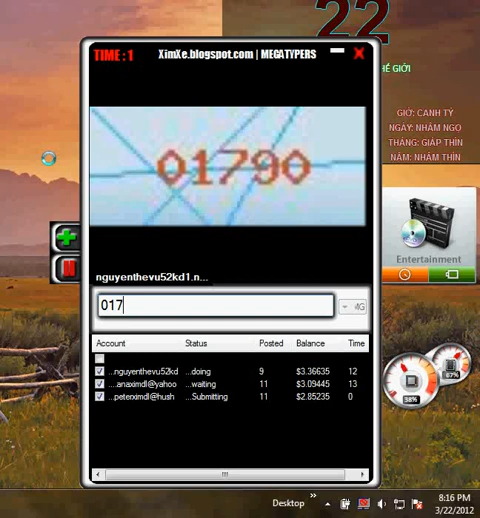 22
HẾ GIỚI
TIME : 1
XimXe.blogspot.com | MEGATYPERS
GIỜ: CANH TÝ
NGÀY: NHÂM NGỌ
THÁNG: GIÁP THÌN
NĂM: NHÂM THÌN
01790
Entertainment
nguyenthevu52kd1.n...
017
4G
Account Status Posted Balance Time
...nguyenthevu52kd ...doing 9 $3.36635 12
...anaximdl@yahoo ...waiting 11 $3.09445 13
...peterximdl@hush ...Submitting 11 $2.85235 0
38%
87%
Desktop
8:16 PM
3/22/2012